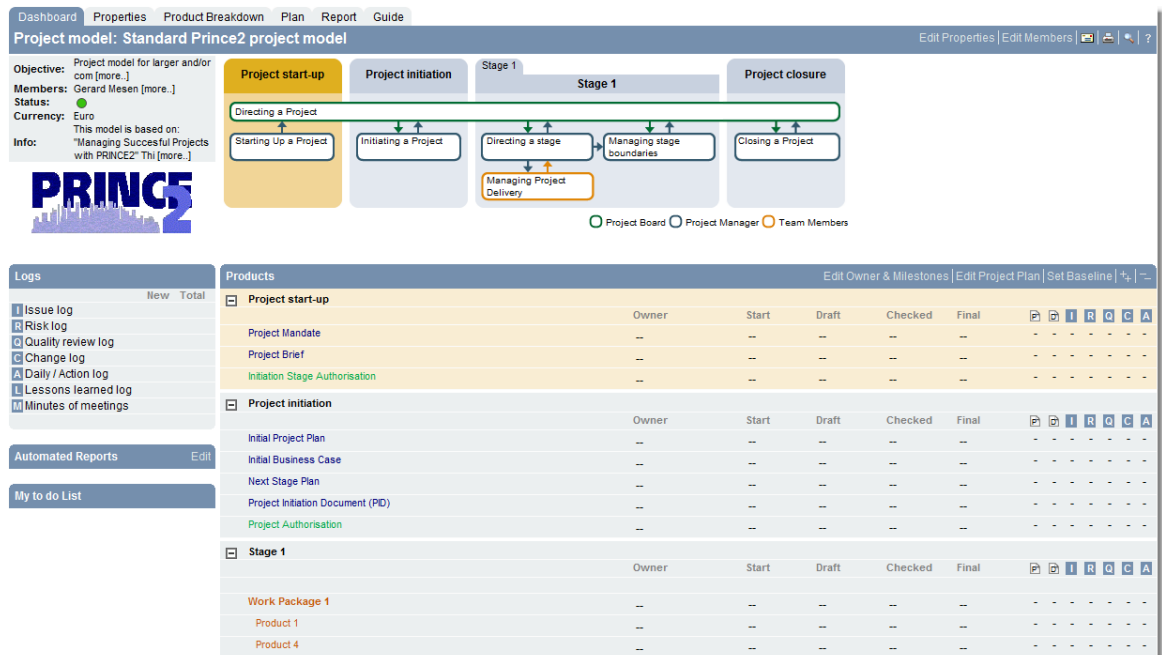 Dashboard Properties Product Breakdown Plan Report Guide
Project model: Standard Prince2 project model
Edit Properties | Edit Members | ?
Objective: Project model for larger and/or
com [more..]
Members: Gerard Mesen [more..]
Status:
Currency: Euro
Info: This model is based on:
"Managing Succesful Projects
with PRINCE2" Thi [more..]
PRINCE
2
Project start-up
Project initiation
Stage 1
Stage 1
Project closure
Directing a Project
Starting Up a Project
Initiating a Project
Directing a stage
Managing stage
boundaries
Closing a Project
Managing Project
Delivery
Project Board Project Manager Team Members
Logs
New Total
I Issue log
R Risk log
Q Quality review log
C Change log
A Daily / Action log
L Lessons learned log
M Minutes of meetings
Automated Reports Edit
My to do List
Products Edit Owner & Milestones | Edit Project Plan | Set Baseline |
Project start-up
Owner Start Draft Checked Final P D I R Q C A
Project Mandate -- -- -- -- -- - - - - - - -
Project Brief -- -- -- -- -- - - - - - - -
Initiation Stage Authorisation -- -- -- -- -- - - - - - - -
Project initiation
Owner Start Draft Checked Final P D I R Q C A
Initial Project Plan -- -- -- -- -- - - - - - - -
Initial Business Case -- -- -- -- -- - - - - - - -
Next Stage Plan -- -- -- -- -- - - - - - - -
Project Initiation Document (PID) -- -- -- -- -- - - - - - - -
Project Authorisation -- -- -- -- -- - - - - - - -
Stage 1
Owner Start Draft Checked Final P D I R Q C A
Work Package 1 -- -- -- -- -- - - - - - - -
Product 1 -- -- -- -- -- - - - - - - -
Product 4 -- -- -- -- -- - - - - - - -